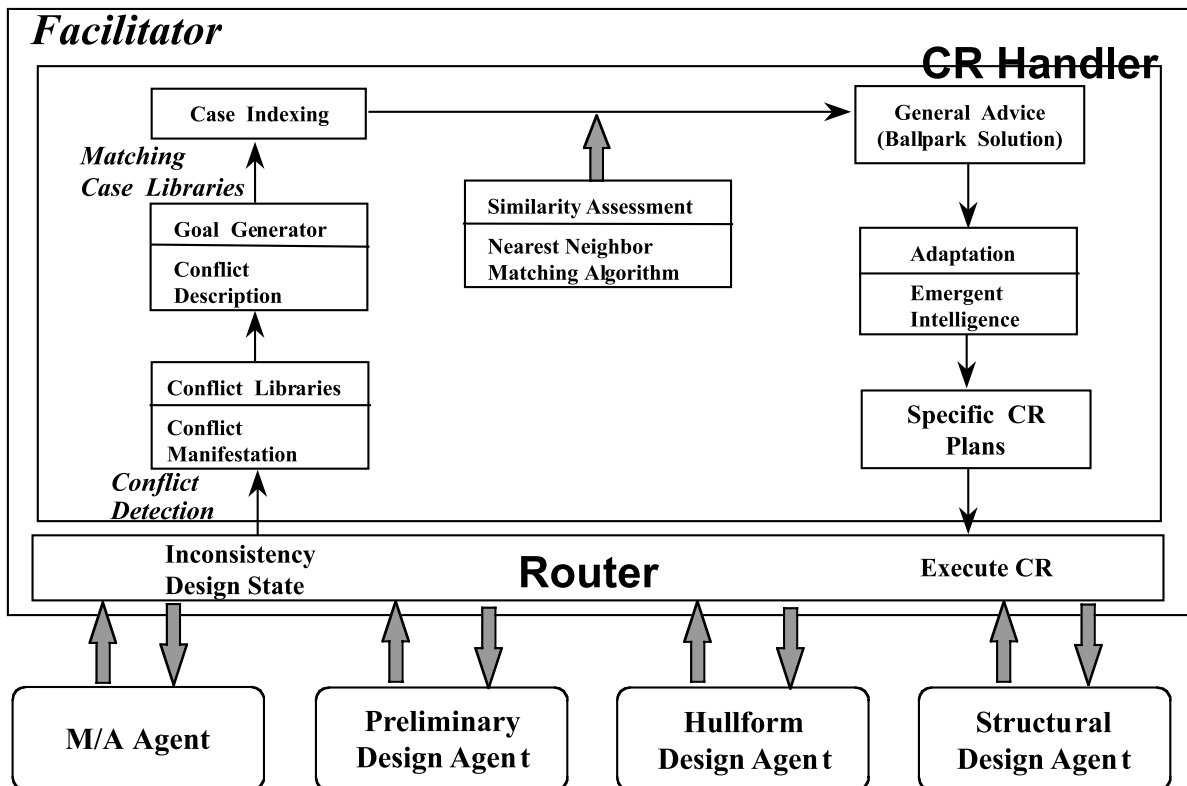 Facilitator
CR Handler
Case Indexing
General Advice
(Ballpark Solution)
Matching
Case Libraries
Similarity Assessment
Nearest Neighbor
Matching Algorithm
Goal Generator
Conflict
Description
Adaptation
Emergent
Intelligence
Conflict Libraries
Conflict
Manifestation
Specific CR
Plans
Conflict
Detection
Inconsistency
Design State
Router
Execute CR
M/A Agent
Preliminary
Design Agent
Hullform
Design Agent
Structural
Design Agent